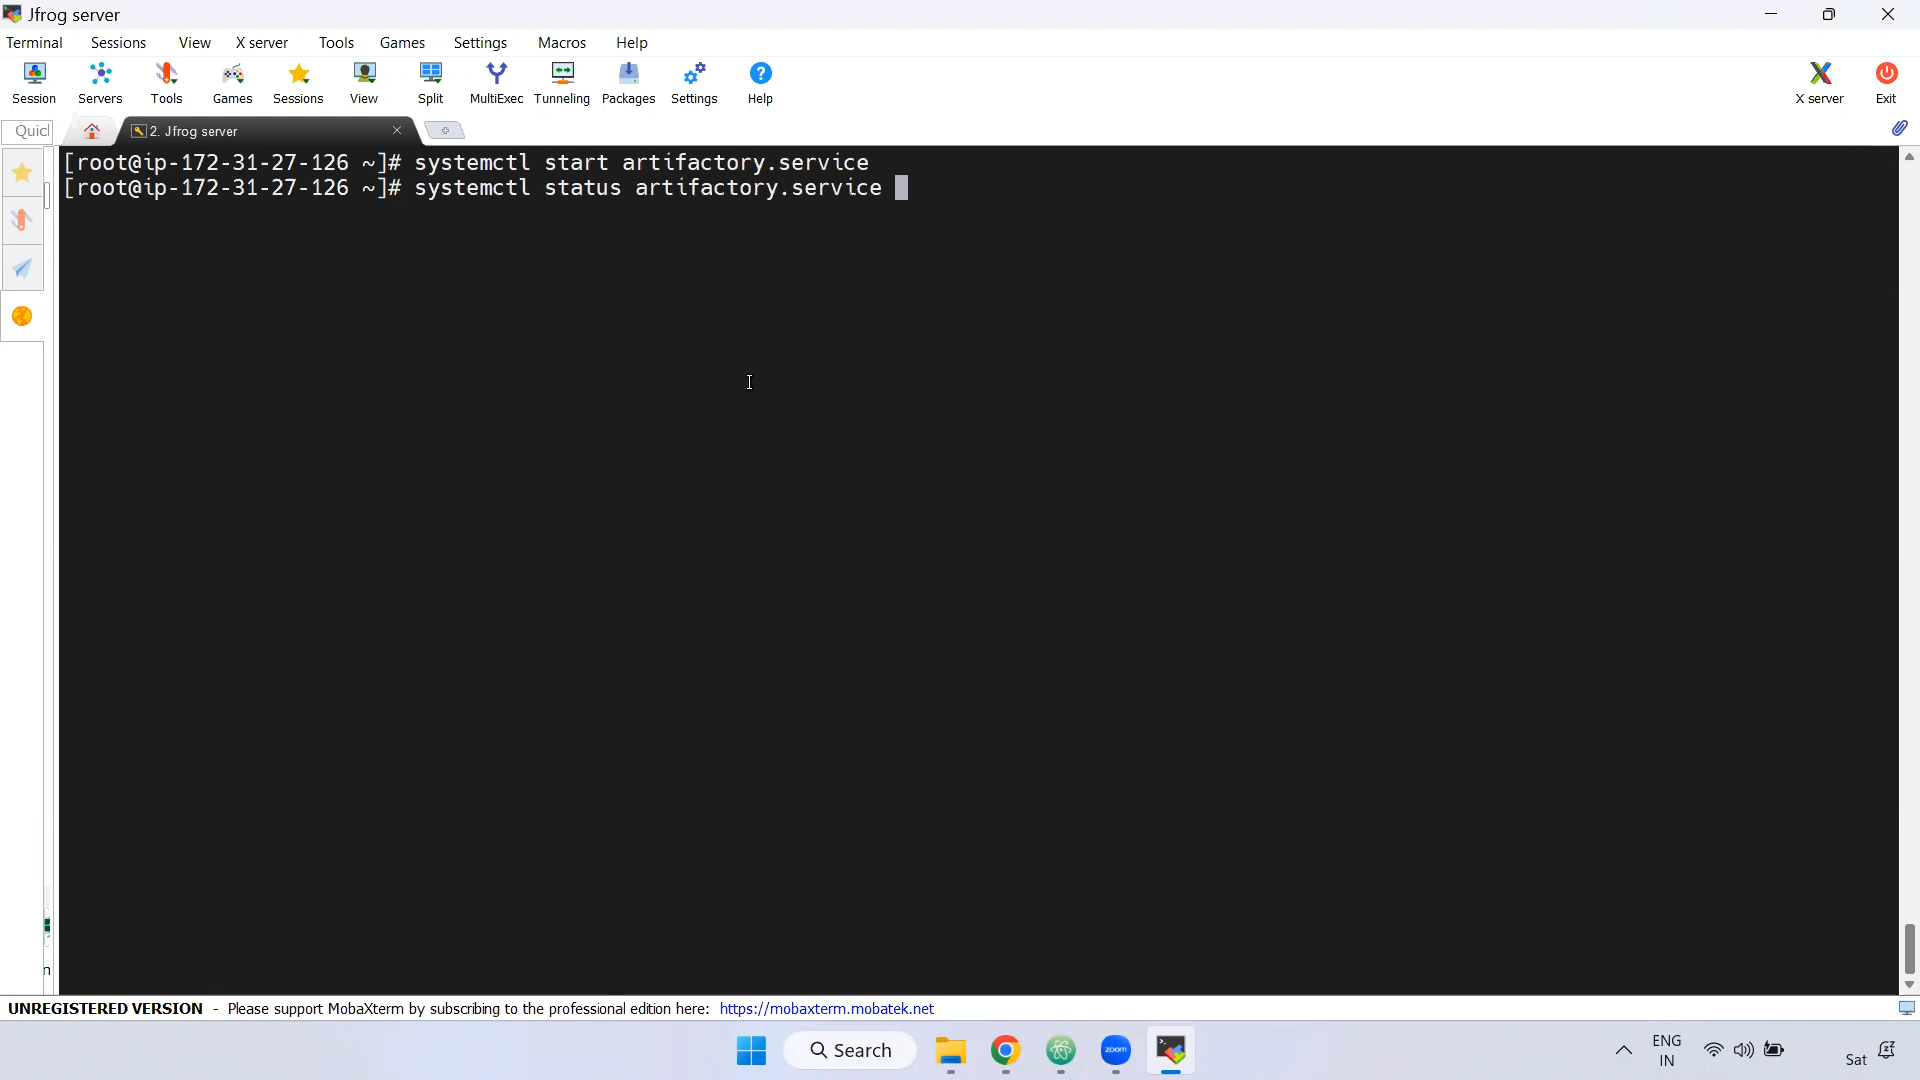 Jfrog server
Terminal Sessions View X server Tools Games Settings Macros Help
Session Servers Tools Games Sessions View Split MultiExec Tunneling Packages Settings Help X server Exit
2. Jfrog server
[root@ip-172-31-27-126 ~]# systemctl start artifactory.service
[root@ip-172-31-27-126 ~]# systemctl status artifactory.service
UNREGISTERED VERSION - Please support MobaXterm by subscribing to the professional edition here: https://mobaxterm.mobatek.net
Search
zoom
ENG
IN
Sat